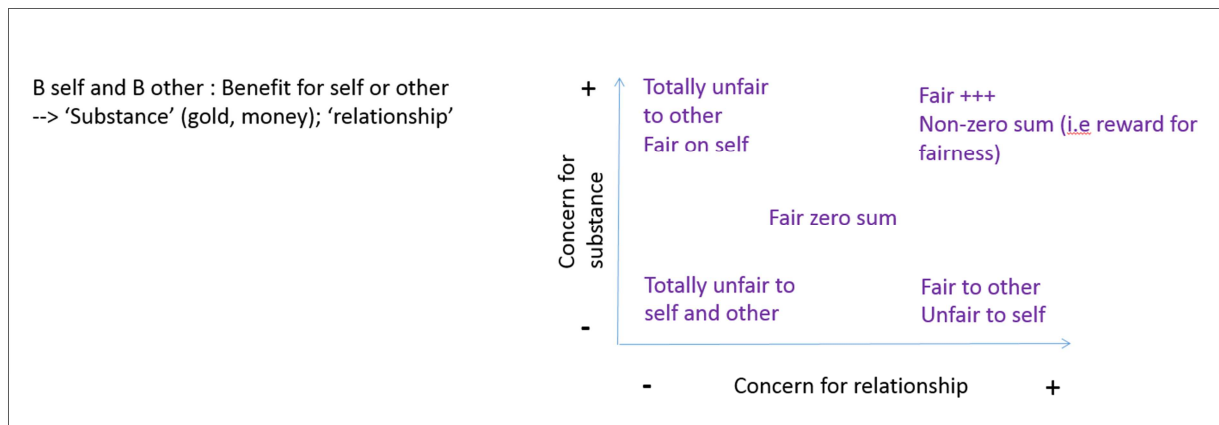 B self and B other : Benefit for self or other
--> ‘Substance’ (gold, money); ‘relationship’
+
Totally unfair
to other
Fair on self
Fair +++
Non-zero sum (i.e reward for
fairness)
Concern for
substance
Fair zero sum
Totally unfair to
self and other
Fair to other
Unfair to self
-
-
Concern for relationship
+